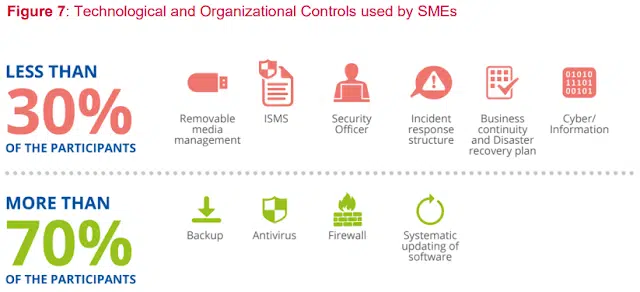 Figure 7: Technological and Organizational Controls used by SMEs
LESS THAN
30%
OF THE PARTICIPANTS
Removable
media
management
ISMS
Security
Officer
Incident
response
structure
Business
continuity
and Disaster
recovery plan
01010
11101
00101
Cyber/
Information
MORE THAN
70%
OF THE PARTICIPANTS
Backup
Antivirus
Firewall
Systematic
updating of
software